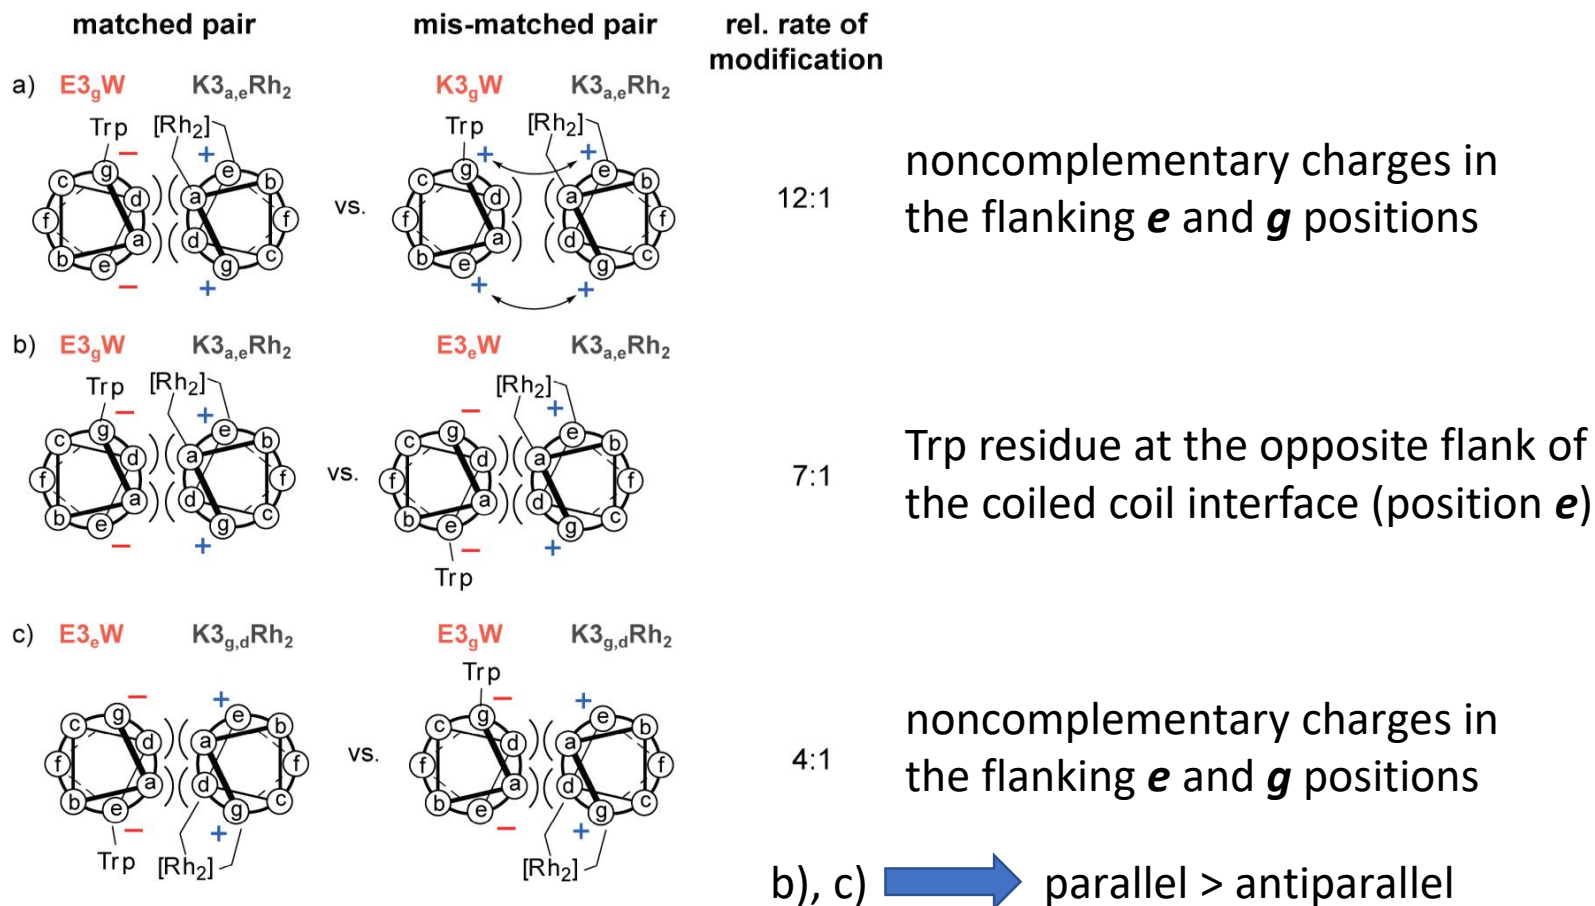 matched pair mis-matched pair rel. rate of
modification
a) E3gW K3a,eRh2 K3gW K3a,eRh2
Trp [Rh2] Trp [Rh2]
− + + +
g e g e
c d a b c d a b
f f vs. f f 12:1
b a d c b a d c
e g e g
− + + +
noncomplementary charges in
the flanking e and g positions
b) E3gW K3a,eRh2 E3eW K3a,eRh2
Trp [Rh2] [Rh2]
− + − +
g e g e
c d a b c d a b
f f vs. f f 7:1
b a d c b a d c
e g e g
− + − +
Trp
Trp residue at the opposite flank of
the coiled coil interface (position e)
c) E3eW K3g,dRh2 E3gW K3g,dRh2
Trp
− + − +
g e g e
c d a b c d a b
f f vs. f f 4:1
b a d c b a d c
e g e g
− + − +
Trp [Rh2] [Rh2]
noncomplementary charges in
the flanking e and g positions
b), c) parallel > antiparallel